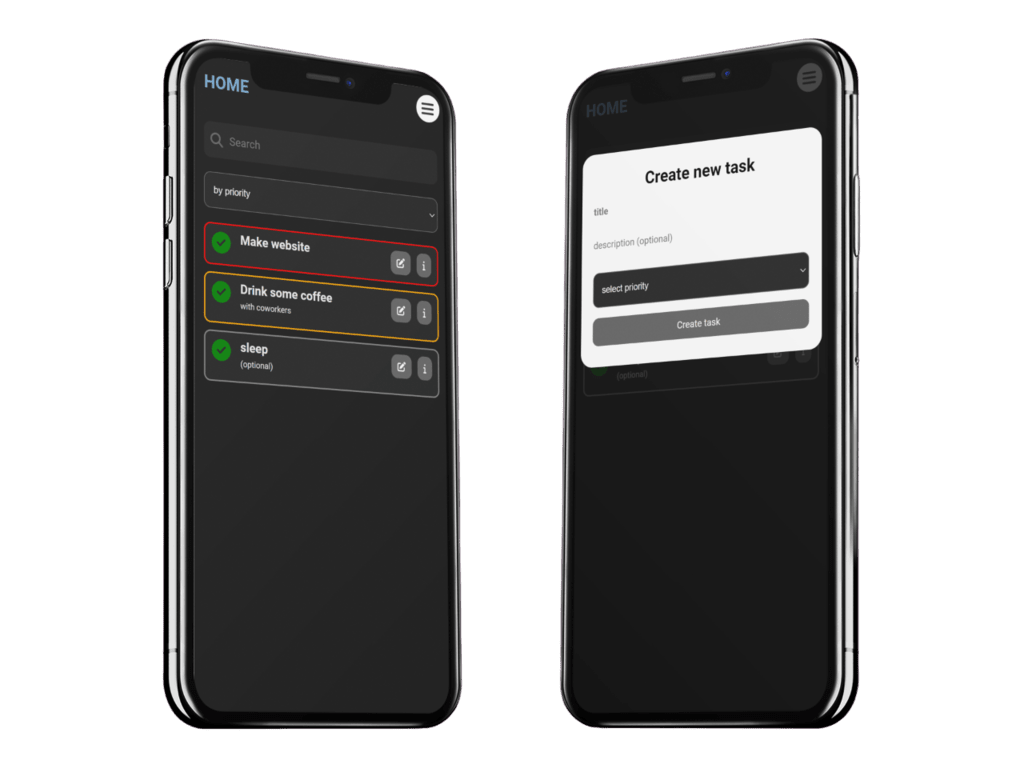 HOME
Search
by priority
Make website
Drink some coffee
with coworkers
sleep
(optional)
HOME
Create new task
title
description (optional)
select priority
Create task
(optional)